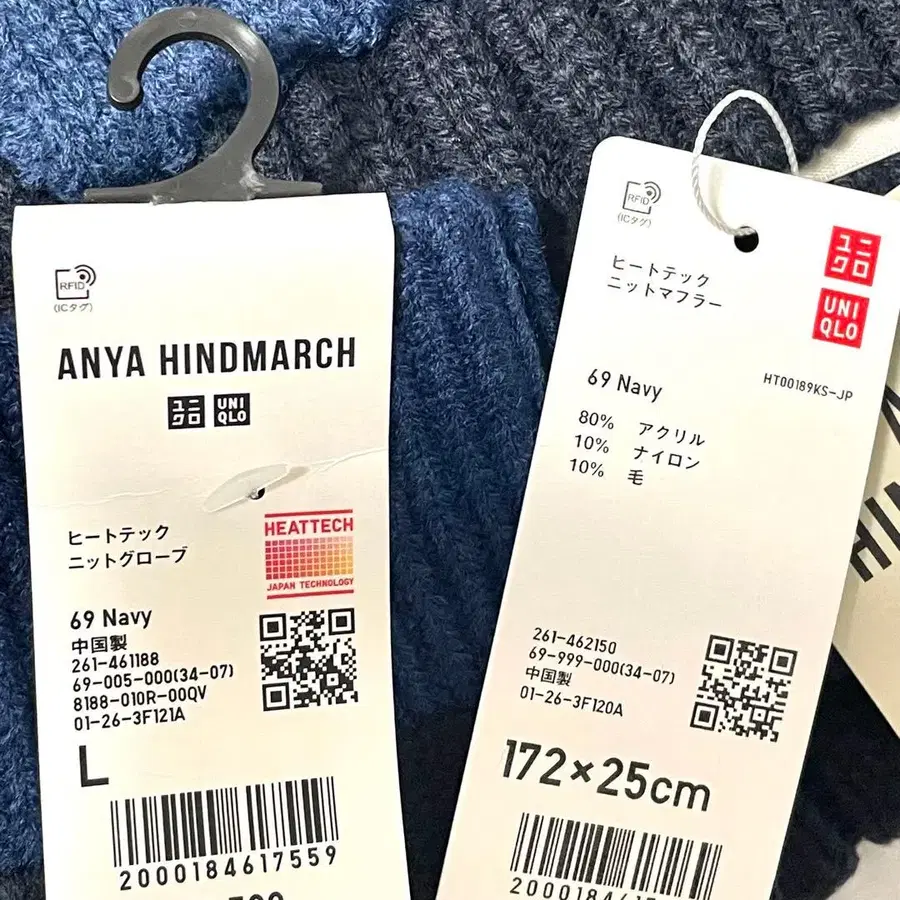 RFID
(ICタグ)
ANYA HINDMARCH
ユニ
クロ
UNI
QLO
ヒートテック
ニットグローブ
HEATTECH
JAPAN TECHNOLOGY
69 Navy
中国製
261-461188
69-005-000(34-07)
8188-010R-00QV
01-26-3F121A
L
2000184617559
RFID
(ICタグ)
ユニ
クロ
UNI
QLO
ヒートテック
ニットマフラー
69 Navy
HT00189KS-JP
80% アクリル
10% ナイロン
10% 毛
261-462150
69-999-000(34-07)
中国製
01-26-3F120A
172×25cm